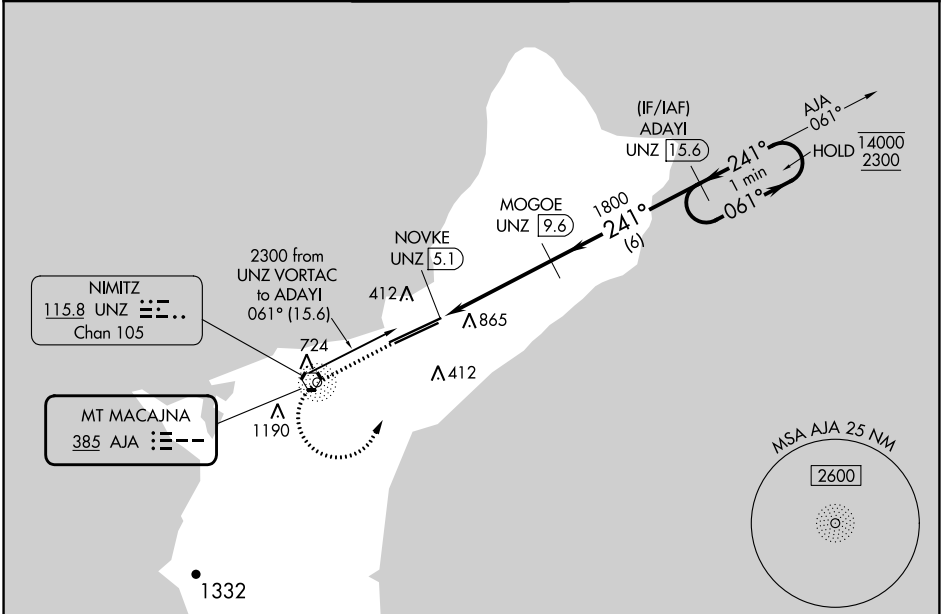 (IF/IAF)
ADAYI
UNZ 15.6
AJA
061°
HOLD
14000
2300
241°
1 min
061°
MOGOE
UNZ 9.6
1800
241°
(6)
NOVKE
UNZ 5.1
2300 from
UNZ VORTAC
to ADAYI
061° (15.6)
412
865
412
724
1190
NIMITZ
115.8 UNZ
Chan 105
MT MACAJNA
385 AJA
MSA AJA 25 NM
2600
1332